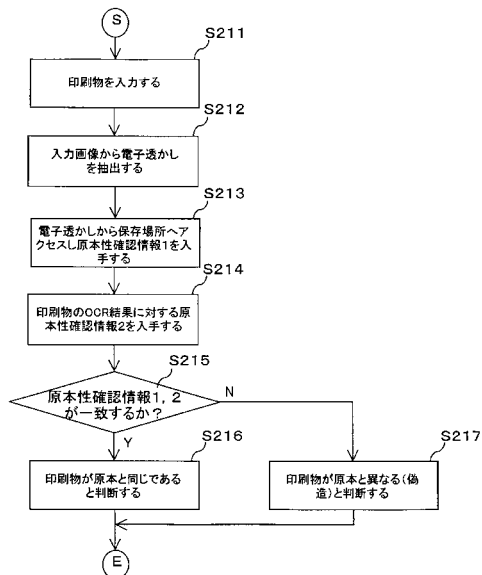 S
S211
印刷物を入力する
S212
入力画像から電子透かし
を抽出する
S213
電子透かしから保存場所へア
クセスし原本性確認情報1を入
手する
S214
印刷物のOCR結果に対する原
本性確認情報2を入手する
S215
原本性確認情報1, 2
が一致するか?
N
Y
S216
印刷物が原本と同じである
と判断する
S217
印刷物が原本と異なる(偽
造)と判断する
E